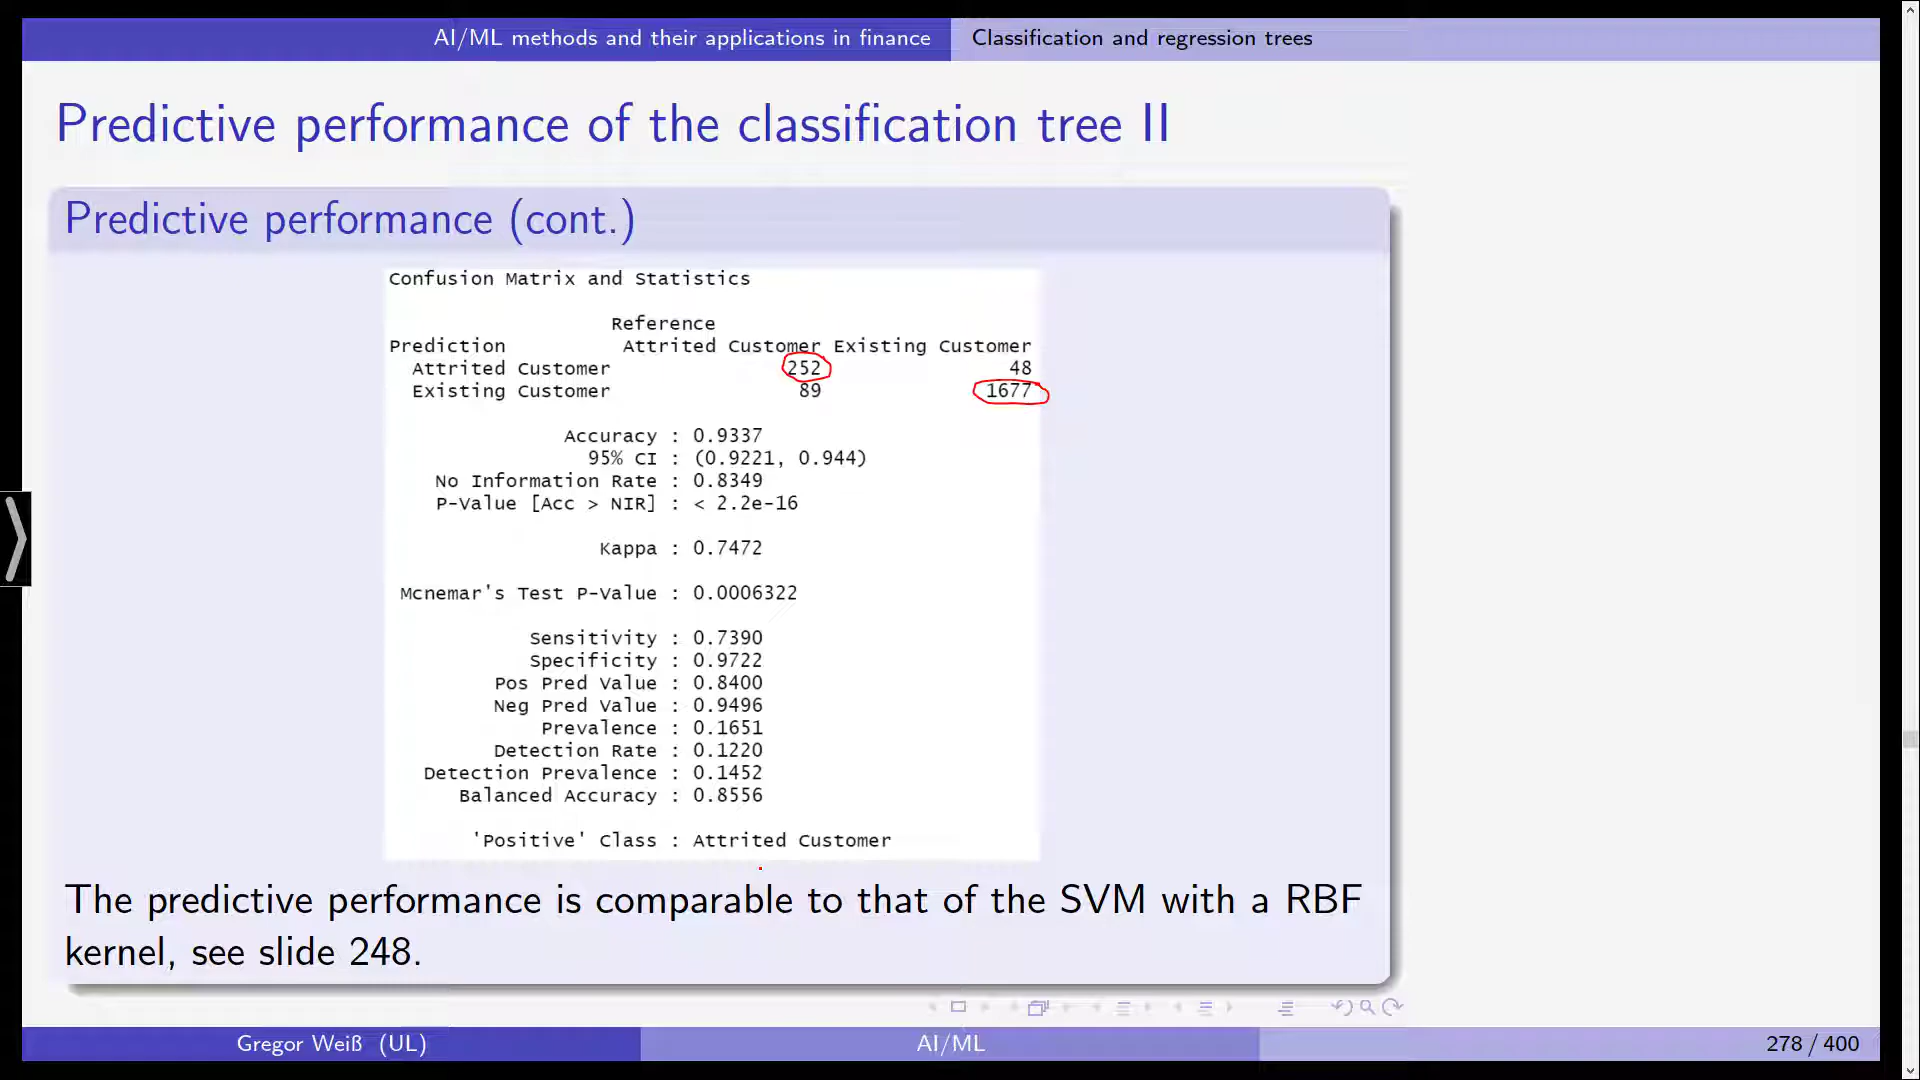 AI/ML methods and their applications in finance Classification and regression trees
Predictive performance of the classification tree II
Predictive performance (cont.)
Confusion Matrix and Statistics
Reference
Prediction Attrited Customer Existing Customer
Attrited Customer 252 48
Existing Customer 89 1677
Accuracy : 0.9337
95% CI : (0.9221, 0.944)
No Information Rate : 0.8349
P-Value [Acc > NIR] : < 2.2e-16
Kappa : 0.7472
Mcnemar's Test P-Value : 0.0006322
Sensitivity : 0.7390
Specificity : 0.9722
Pos Pred Value : 0.8400
Neg Pred Value : 0.9496
Prevalence : 0.1651
Detection Rate : 0.1220
Detection Prevalence : 0.1452
Balanced Accuracy : 0.8556
'Positive' Class : Attrited Customer
The predictive performance is comparable to that of the SVM with a RBF
kernel, see slide 248.
Gregor Weiß (UL) AI/ML 278 / 400